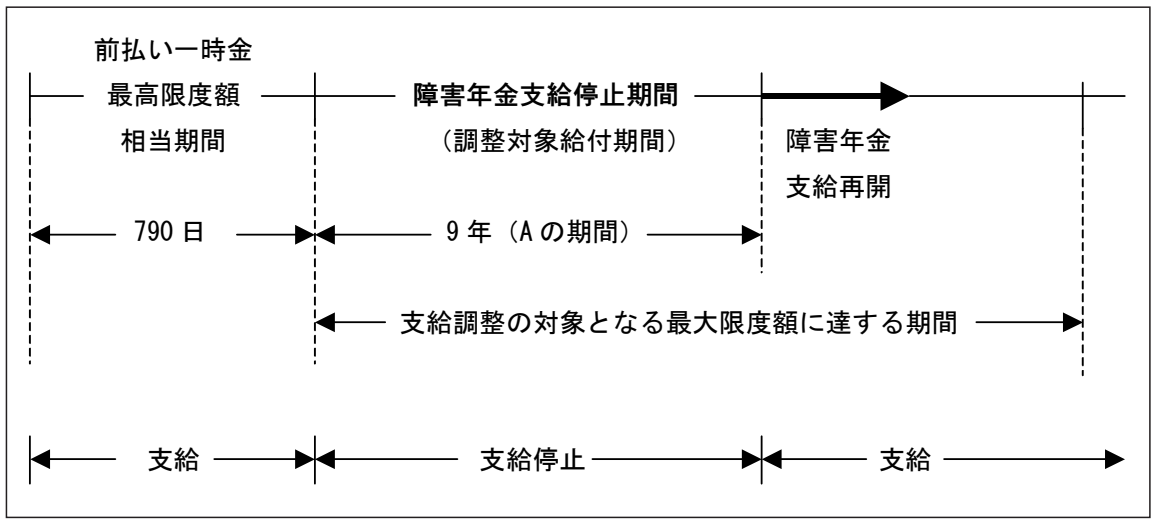 前払い一時金
最高限度額
相当期間
障害年金支給停止期間
(調整対象給付期間)
障害年金
支給再開
790日
9年(Aの期間)
支給調整の対象となる最大限度額に達する期間
支給
支給停止
支給